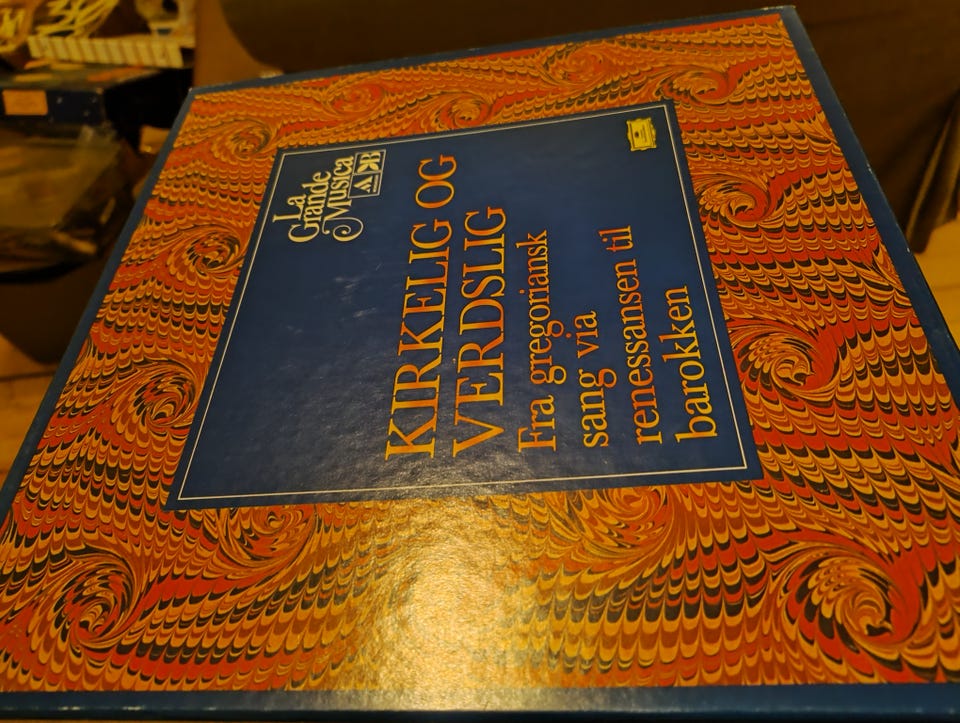 La
Grande
Musica
KIRKELIG OG
VERDSLIG
Fra gregoriansk
sang via
renessansen til
barokken